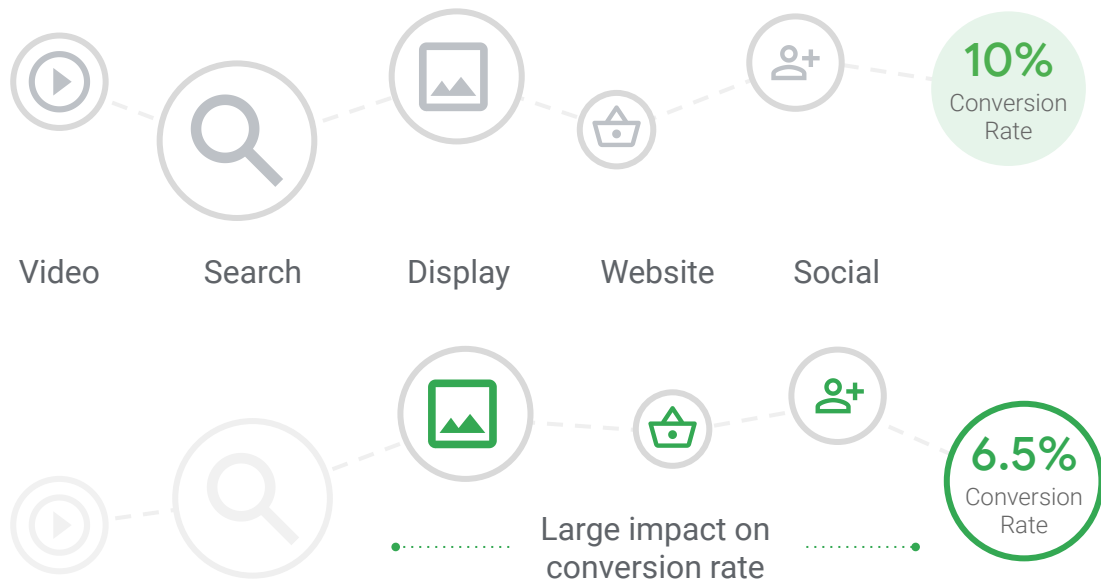 10%
Conversion
Rate
Video
Search
Display
Website
Social
6.5%
Conversion
Rate
Large impact on
conversion rate